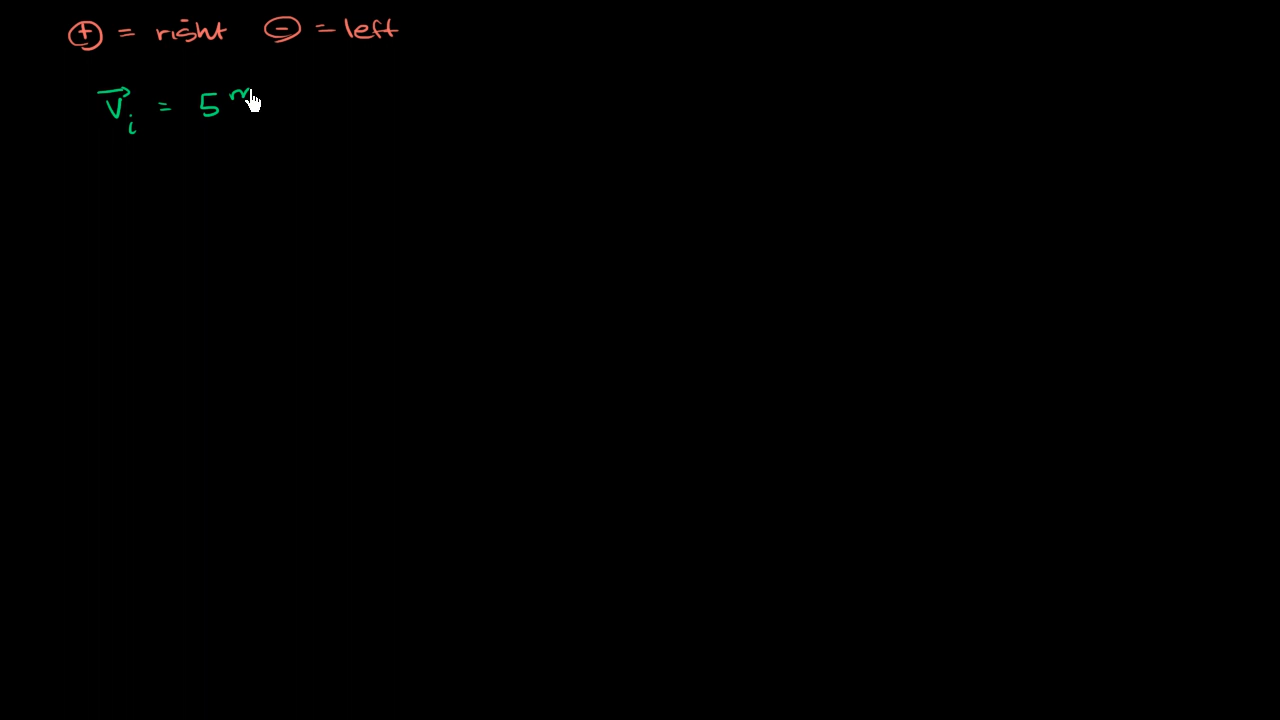 ⊕ = right ⊖ = left
v⃗ᵢ = 5 m